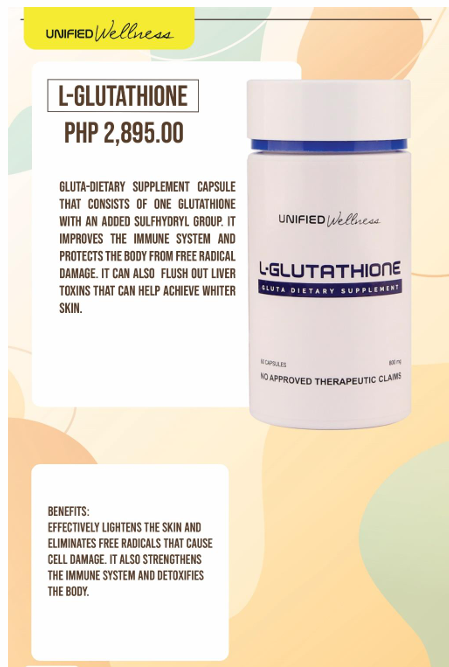 UNIFIED Wellness
L-GLUTATHIONE
PHP 2,895.00
GLUTA-DIETARY SUPPLEMENT CAPSULE
THAT CONSISTS OF ONE GLUTATHIONE
WITH AN ADDED SULFHYDRYL GROUP. IT
IMPROVES THE IMMUNE SYSTEM AND
PROTECTS THE BODY FROM FREE RADICAL
DAMAGE. IT CAN ALSO FLUSH OUT LIVER
TOXINS THAT CAN HELP ACHIEVE WHITER
SKIN.
UNIFIED Wellness
L-GLUTATHIONE
GLUTA DIETARY SUPPLEMENT
CAPSULES
mg
NO APPROVED THERAPEUTIC CLAIMS
BENEFITS:
EFFECTIVELY LIGHTENS THE SKIN AND
ELIMINATES FREE RADICALS THAT CAUSE
CELL DAMAGE. IT ALSO STRENGTHENS
THE IMMUNE SYSTEM AND DETOXIFIES
THE BODY.